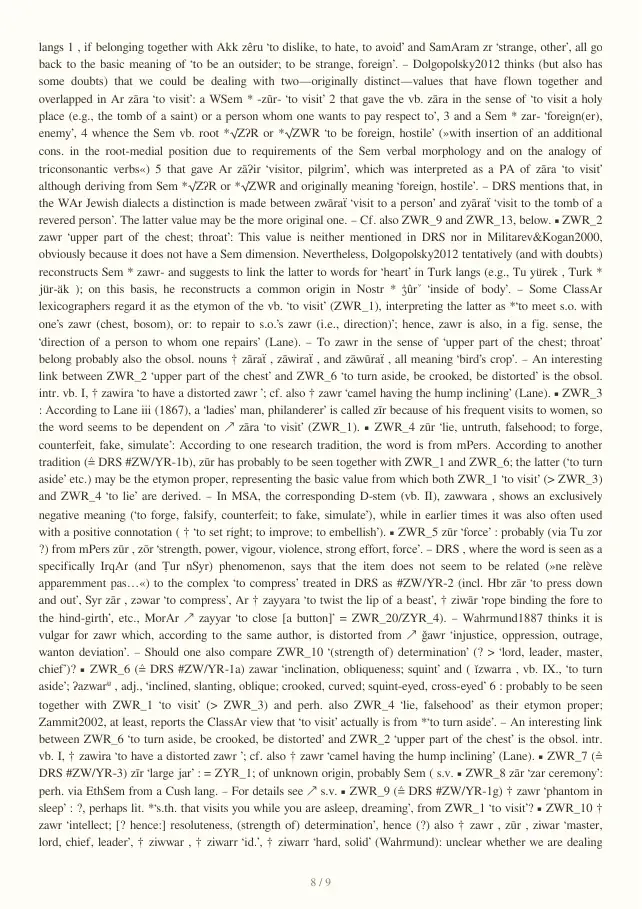 langs 1 , if belonging together with Akk zêru ‘to dislike, to hate, to avoid’ and SamAram zr ‘strange, other’, all go
back to the basic meaning of ‘to be an outsider; to be strange, foreign’. – Dolgopolsky2012 thinks (but also has
some doubts) that we could be dealing with two—originally distinct—values that have flown together and
overlapped in Ar zāra ‘to visit’: a WSem * -zūr- ‘to visit’ 2 that gave the vb. zāra in the sense of ‘to visit a holy
place (e.g., the tomb of a saint) or a person whom one wants to pay respect to’, 3 and a Sem * zar- ‘foreign(er),
enemy’, 4 whence the Sem vb. root *√ZʔR or *√ZWR ‘to be foreign, hostile’ (»with insertion of an additional
cons. in the root-medial position due to requirements of the Sem verbal morphology and on the analogy of
triconsonantic verbs«) 5 that gave Ar zāʔir ‘visitor, pilgrim’, which was interpreted as a PA of zāra ‘to visit’
although deriving from Sem *√ZʔR or *√ZWR and originally meaning ‘foreign, hostile’. – DRS mentions that, in
the WAr Jewish dialects a distinction is made between zwāraẗ ‘visit to a person’ and zyāraẗ ‘visit to the tomb of a
revered person’. The latter value may be the more original one. – Cf. also ZWR_9 and ZWR_13, below. ▪ ZWR_2
zawr ‘upper part of the chest; throat’: This value is neither mentioned in DRS nor in Militarev&Kogan2000,
obviously because it does not have a Sem dimension. Nevertheless, Dolgopolsky2012 tentatively (and with doubts)
reconstructs Sem * zawr- and suggests to link the latter to words for ‘heart’ in Turk langs (e.g., Tu yürek , Turk *
jür-äk ); on this basis, he reconstructs a common origin in Nostr * ʒ́ûr˅ ‘inside of body’. – Some ClassAr
lexicographers regard it as the etymon of the vb. ‘to visit’ (ZWR_1), interpreting the latter as *‘to meet s.o. with
one’s zawr (chest, bosom), or: to repair to s.o.’s zawr (i.e., direction)’; hence, zawr is also, in a fig. sense, the
‘direction of a person to whom one repairs’ (Lane). – To zawr in the sense of ‘upper part of the chest; throat’
belong probably also the obsol. nouns † zāraẗ , zāwiraẗ , and zāwūraẗ , all meaning ‘bird’s crop’. – An interesting
link between ZWR_2 ‘upper part of the chest’ and ZWR_6 ‘to turn aside, be crooked, be distorted’ is the obsol.
intr. vb. I, † zawira ‘to have a distorted zawr ’; cf. also † zawr ‘camel having the hump inclining’ (Lane). ▪ ZWR_3
: According to Lane iii (1867), a ‘ladies’ man, philanderer’ is called zīr because of his frequent visits to women, so
the word seems to be dependent on ↗ zāra ‘to visit’ (ZWR_1). ▪ ZWR_4 zūr ‘lie, untruth, falsehood; to forge,
counterfeit, fake, simulate’: According to one research tradition, the word is from mPers. According to another
tradition (≙ DRS #ZW/YR-1b), zūr has probably to be seen together with ZWR_1 and ZWR_6; the latter (‘to turn
aside’ etc.) may be the etymon proper, representing the basic value from which both ZWR_1 ‘to visit’ (> ZWR_3)
and ZWR_4 ‘to lie’ are derived. – In MSA, the corresponding D-stem (vb. II), zawwara , shows an exclusively
negative meaning (‘to forge, falsify, counterfeit; to fake, simulate’), while in earlier times it was also often used
with a positive connotation ( † ‘to set right; to improve; to embellish’). ▪ ZWR_5 zūr ‘force’ : probably (via Tu zor
?) from mPers zūr , zōr ‘strength, power, vigour, violence, strong effort, force’. – DRS , where the word is seen as a
specifically IrqAr (and Ṭur nSyr) phenomenon, says that the item does not seem to be related (»ne relève
apparemment pas…«) to the complex ‘to compress’ treated in DRS as #ZW/YR-2 (incl. Hbr zūr ‘to press down
and out’, Syr zār , zəwar ‘to compress’, Ar † zayyara ‘to twist the lip of a beast’, † ziwār ‘rope binding the fore to
the hind-girth’, etc., MorAr ↗ zayyar ‘to close [a button]’ = ZWR_20/ZYR_4). – Wahrmund1887 thinks it is
vulgar for zawr which, according to the same author, is distorted from ↗ ǧawr ‘injustice, oppression, outrage,
wanton deviation’. – Should one also compare ZWR_10 ‘(strength of) determination’ (? > ‘lord, leader, master,
chief’)? ▪ ZWR_6 (≙ DRS #ZW/YR-1a) zawar ‘inclination, obliqueness; squint’ and ( ĭzwarra , vb. IX., ‘to turn
aside’; ʔazwarᵘ , adj., ‘inclined, slanting, oblique; crooked, curved; squint-eyed, cross-eyed’ 6 : probably to be seen
together with ZWR_1 ‘to visit’ (> ZWR_3) and perh. also ZWR_4 ‘lie, falsehood’ as their etymon proper;
Zammit2002, at least, reports the ClassAr view that ‘to visit’ actually is from *‘to turn aside’. – An interesting link
between ZWR_6 ‘to turn aside, be crooked, be distorted’ and ZWR_2 ‘upper part of the chest’ is the obsol. intr.
vb. I, † zawira ‘to have a distorted zawr ’; cf. also † zawr ‘camel having the hump inclining’ (Lane). ▪ ZWR_7 (≙
DRS #ZW/YR-3) zīr ‘large jar’ : = ZYR_1; of unknown origin, probably Sem ( s.v. ▪ ZWR_8 zār ‘zar ceremony’:
perh. via EthSem from a Cush lang. – For details see ↗ s.v. ▪ ZWR_9 (≙ DRS #ZW/YR-1g) † zawr ‘phantom in
sleep’ : ?, perhaps lit. *‘s.th. that visits you while you are asleep, dreaming’, from ZWR_1 ‘to visit’? ▪ ZWR_10 †
zawr ‘intellect; [? hence:] resoluteness, (strength of) determination’, hence (?) also † zawr , zūr , ziwar ‘master,
lord, chief, leader’, † ziwwar , † ziwarr ‘id.’, † ziwarr ‘hard, solid’ (Wahrmund): unclear whether we are dealing
8 / 9